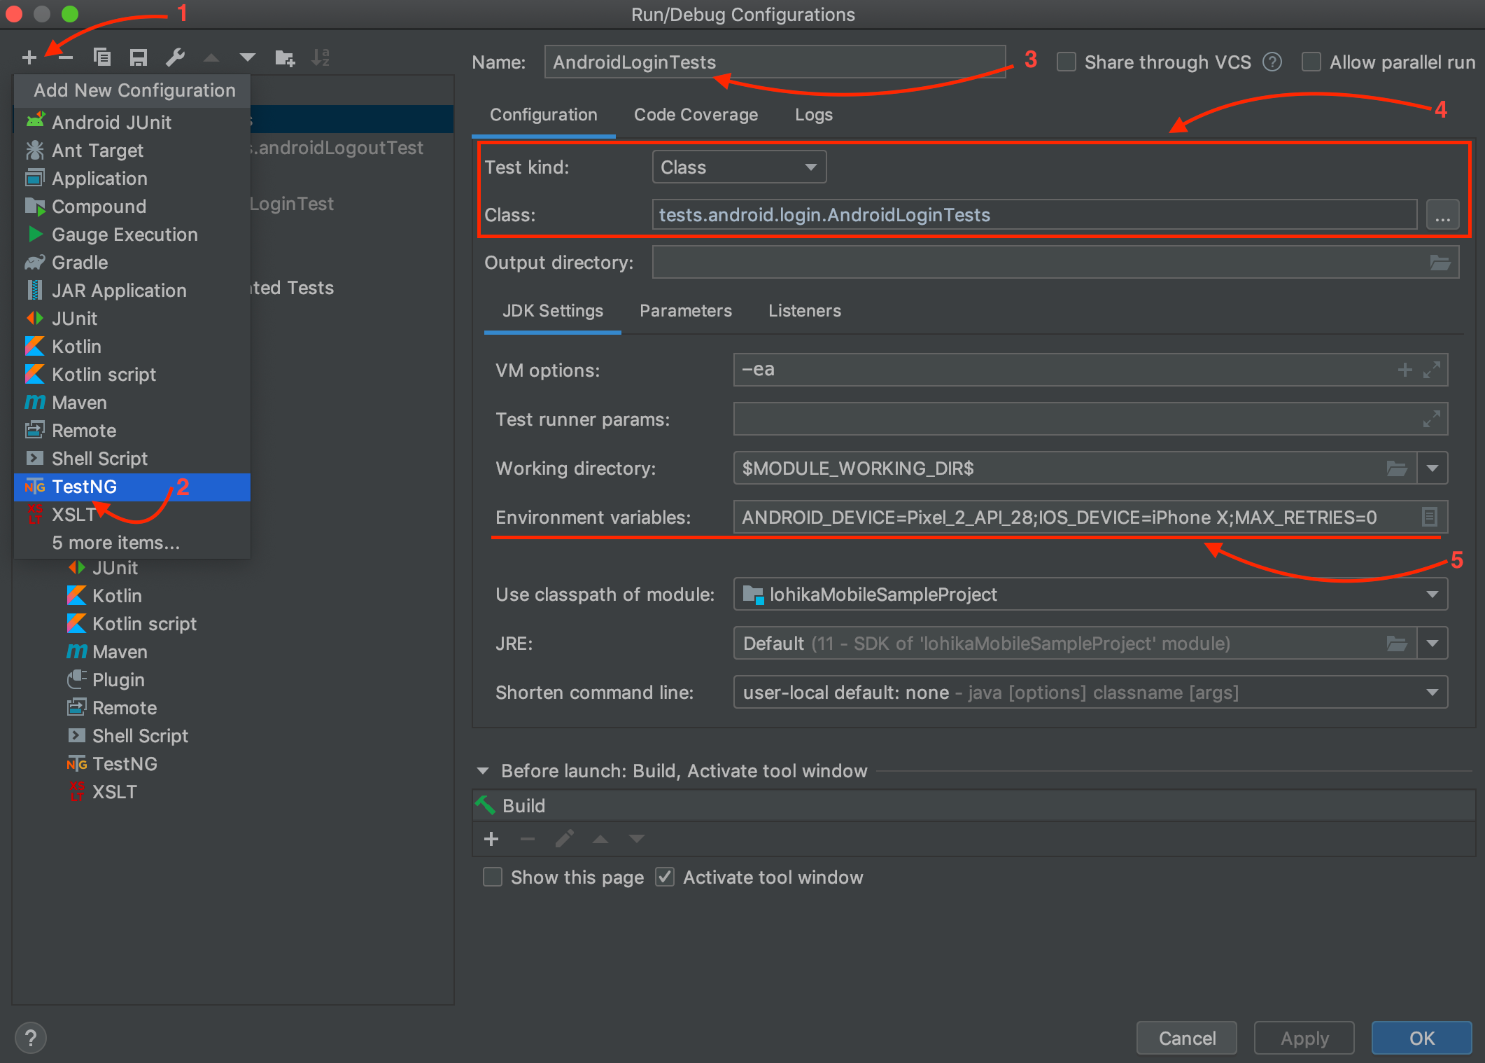 1
Run/Debug Configurations
Add New Configuration
Android JUnit
Ant Target
Application
Compound
Gauge Execution
Gradle
JAR Application
JUnit
Kotlin
Kotlin script
Maven
Remote
Shell Script
TestNG
2
XSLT
5 more items...
s.androidLogoutTest
LoginTest
ted Tests
JUnit
Kotlin
Kotlin script
Maven
Plugin
Remote
Shell Script
TestNG
XSLT
Name: AndroidLoginTests
3
Share through VCS ?
Allow parallel run
Configuration Code Coverage Logs
4
Test kind: Class
Class: tests.android.login.AndroidLoginTests ...
Output directory:
JDK Settings Parameters Listeners
VM options: -ea
Test runner params:
Working directory: $MODULE_WORKING_DIR$
Environment variables: ANDROID_DEVICE=Pixel_2_API_28;IOS_DEVICE=iPhone X;MAX_RETRIES=0
5
Use classpath of module: lohikaMobileSampleProject
JRE: Default (11 - SDK of 'lohikaMobileSampleProject' module)
Shorten command line: user-local default: none - java [options] classname [args]
Before launch: Build, Activate tool window
Build
Show this page Activate tool window
? Cancel Apply OK